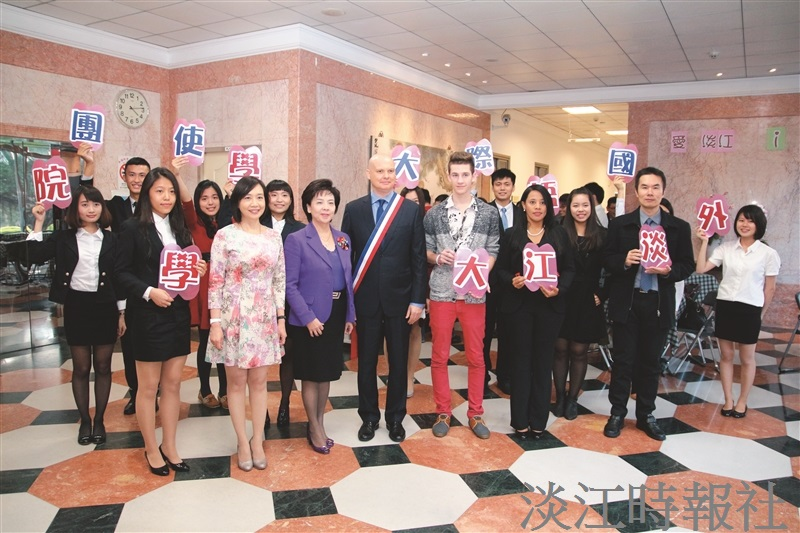 院 團 使 學 大 際 國 外
學 大 江 淡
愛 淡江
淡江時報社